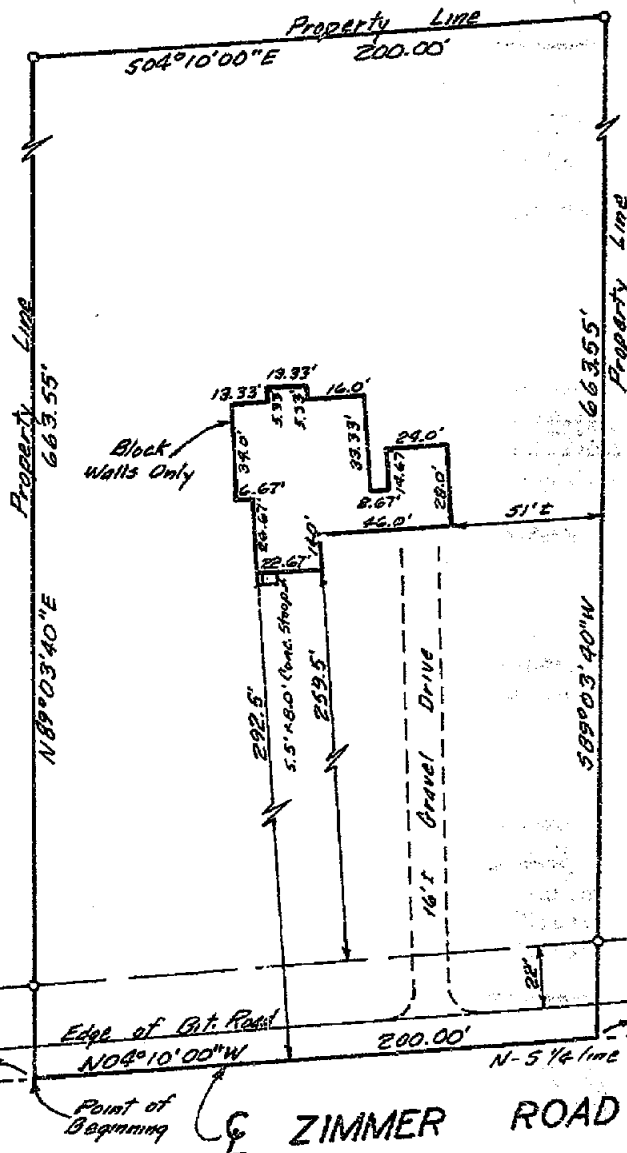 Property Line
S04°10'00"E 200.00'
Property Line
663.55'
N89°03'40"E
Property Line
663.55'
S89°03'40"W
13.33'
13.33'
5.33'
5.33'
16.0'
Block
Walls Only
34.0'
33.33'
24.0'
14.67'
8.67'
28.0'
6.67'
26.67'
14.0'
46.0'
51'±
22.67'
5.5' x 8.0' Conc. Stoop
292.5'
259.5'
16'± Gravel Drive
22'
Edge of Bit. Road
N04°10'00"W 200.00'
N-S 1/4 line
Point of
Beginning
℄ ZIMMER ROAD